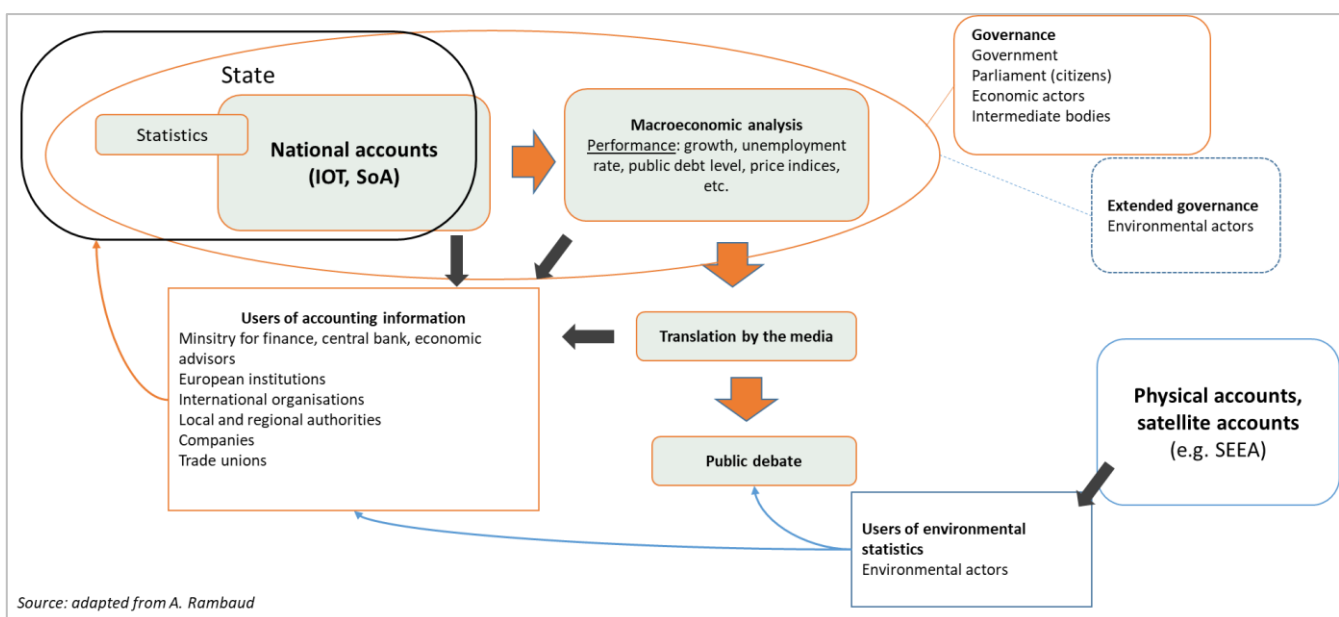 State
Statistics
National accounts
(IOT, SoA)
Macroeconomic analysis
Performance: growth, unemployment
rate, public debt level, price indices,
etc.
Governance
Government
Parliament (citizens)
Economic actors
Intermediate bodies
Extended governance
Environmental actors
Users of accounting information
Minsitry for finance, central bank, economic
advisors
European institutions
International organisations
Local and regional authorities
Companies
Trade unions
Translation by the media
Public debate
Physical accounts,
satellite accounts
(e.g. SEEA)
Users of environmental
statistics
Environmental actors
Source: adapted from A. Rambaud